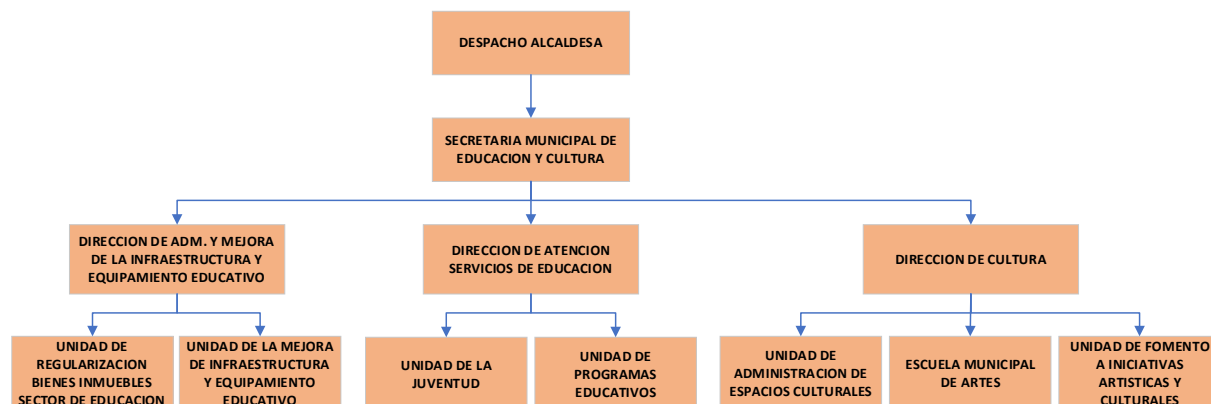 DESPACHO ALCALDESA
SECRETARIA MUNICIPAL DE
EDUCACION Y CULTURA
DIRECCION DE ADM. Y MEJORA
DE LA INFRAESTRUCTURA Y
EQUIPAMIENTO EDUCATIVO
DIRECCION DE ATENCION
SERVICIOS DE EDUCACION
DIRECCION DE CULTURA
UNIDAD DE
REGULARIZACION
BIENES INMUEBLES
SECTOR DE EDUCACION
UNIDAD DE LA MEJORA
DE INFRAESTRUCTURA
Y EQUIPAMIENTO
EDUCATIVO
UNIDAD DE LA
JUVENTUD
UNIDAD DE
PROGRAMAS
EDUCATIVOS
UNIDAD DE
ADMINISTRACION DE
ESPACIOS CULTURALES
ESCUELA MUNICIPAL
DE ARTES
UNIDAD DE FOMENTO
A INICIATIVAS
ARTISTICAS Y
CULTURALES